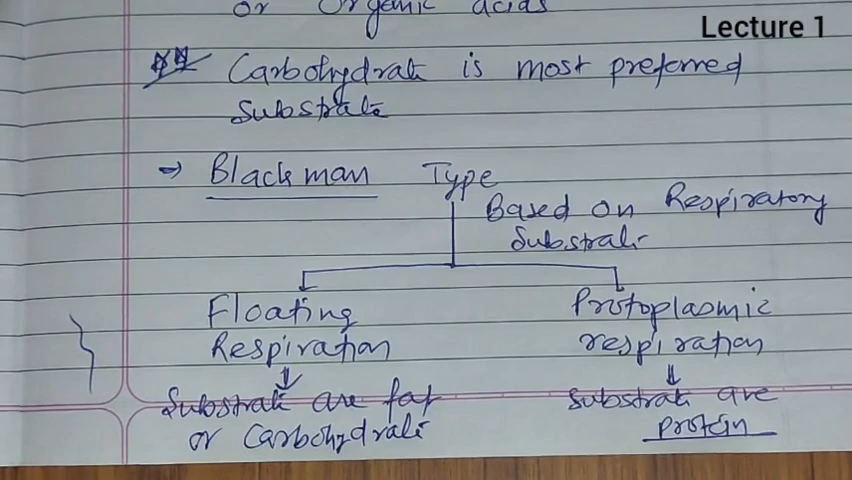 or Organic acids
Lecture 1
Carbohydrate is most preferred
Substrate
⇒ Blackman Type
Based on Respiratory
Substrate
Floating
Respiration
Protoplasmic
respiration
Substrate are fat
or Carbohydrate
Substrate are
protein